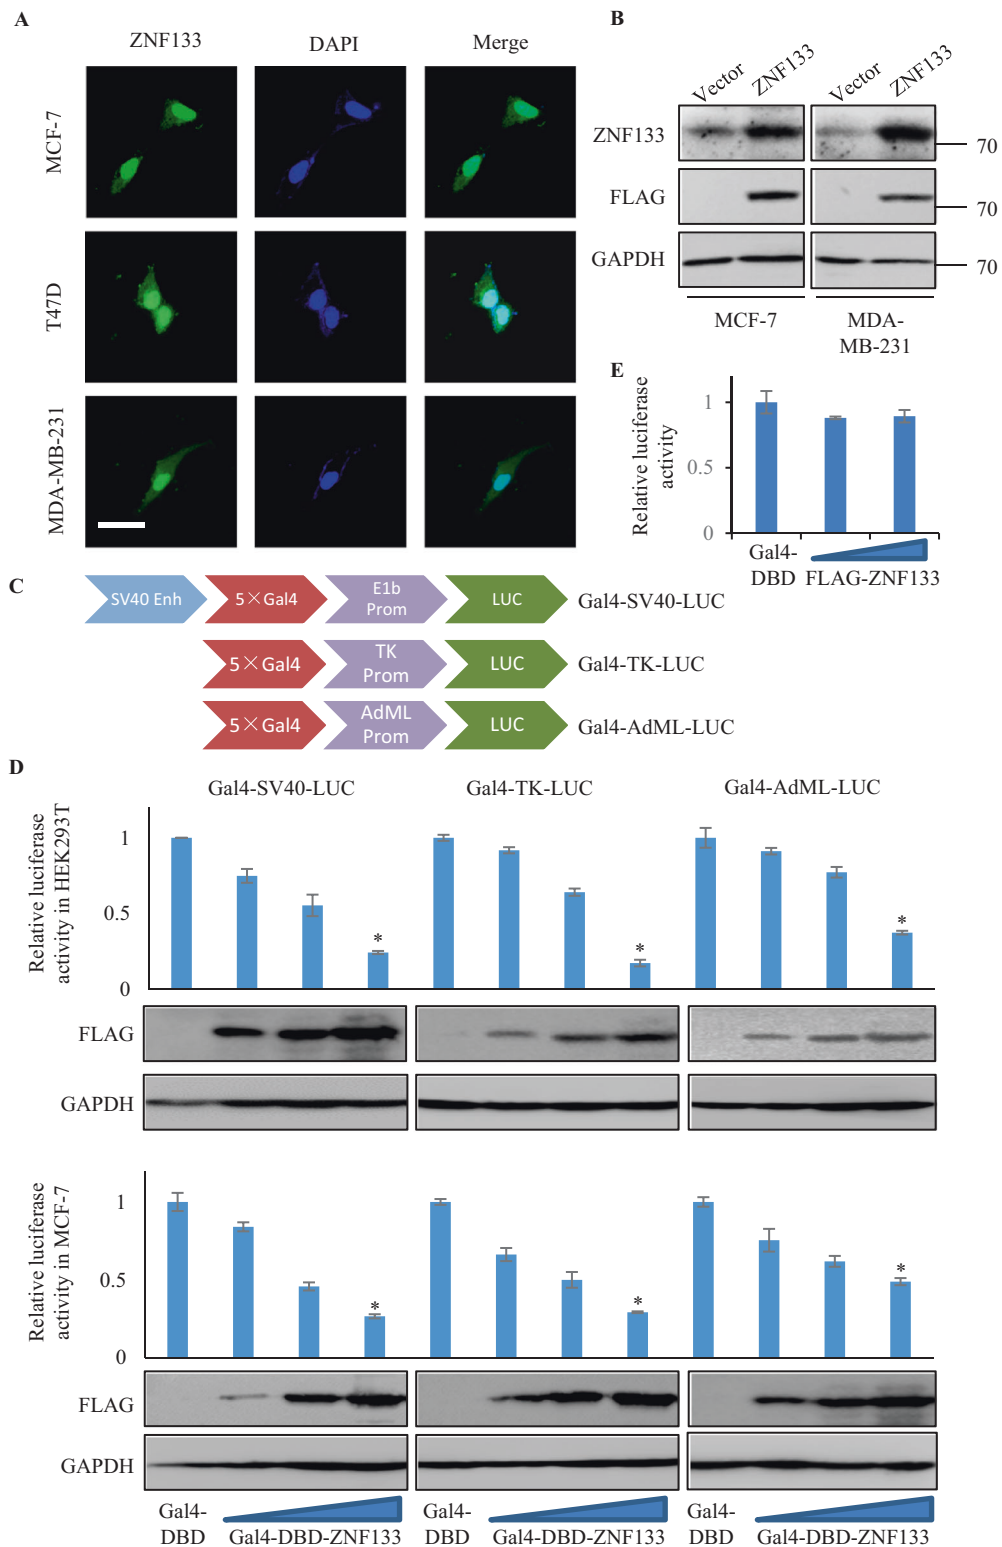 A
ZNF133
DAPI
Merge
MCF-7
T47D
MDA-MB-231
B
Vector
ZNF133
Vector
ZNF133
ZNF133
70
FLAG
70
GAPDH
70
MCF-7
MDA-
MB-231
E
Relative luciferase
activity
1
0.5
0
Gal4-
DBD
FLAG-ZNF133
C
SV40 Enh
5×Gal4
E1b
Prom
LUC
Gal4-SV40-LUC
5×Gal4
TK
Prom
LUC
Gal4-TK-LUC
5×Gal4
AdML
Prom
LUC
Gal4-AdML-LUC
D
Gal4-SV40-LUC
Gal4-TK-LUC
Gal4-AdML-LUC
Relative luciferase
activity in HEK293T
1
0.5
0
*
*
*
FLAG
GAPDH
Relative luciferase
activity in MCF-7
1
0.5
0
*
*
*
FLAG
GAPDH
Gal4-
DBD
Gal4-DBD-ZNF133
Gal4-
DBD
Gal4-DBD-ZNF133
Gal4-
DBD
Gal4-DBD-ZNF133